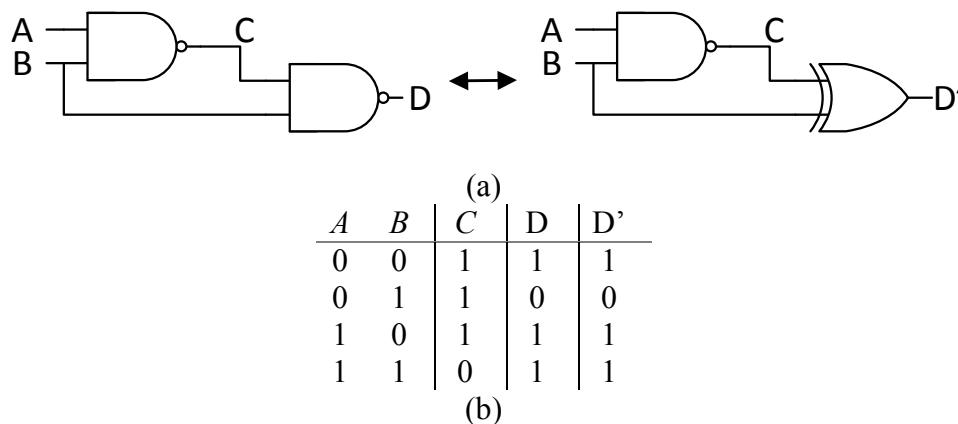 A
B
C
D
A
B
C
D'
(a)
A B C D D’
0 0 1 1 1
0 1 1 0 0
1 0 1 1 1
1 1 0 1 1
(b)